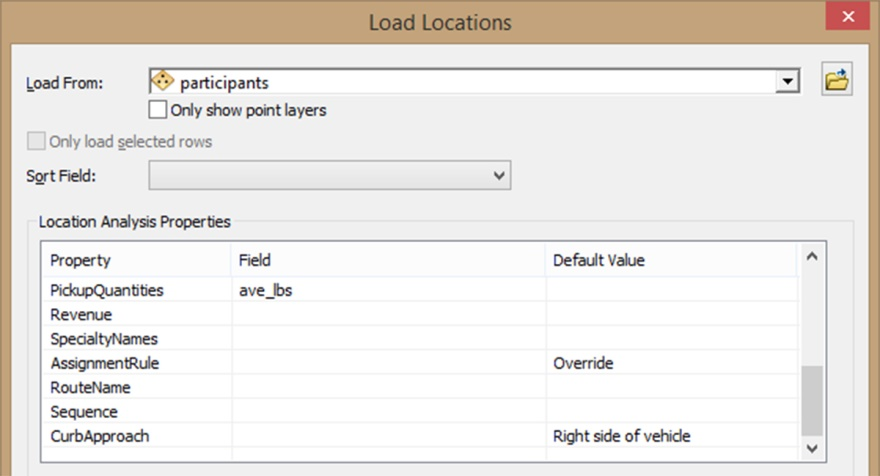 Load Locations
Load From: participants
Only show point layers
Only load selected rows
Sort Field:
Location Analysis Properties
Property Field Default Value
PickupQuantities ave_lbs
Revenue
SpecialtyNames
AssignmentRule Override
RouteName
Sequence
CurbApproach Right side of vehicle